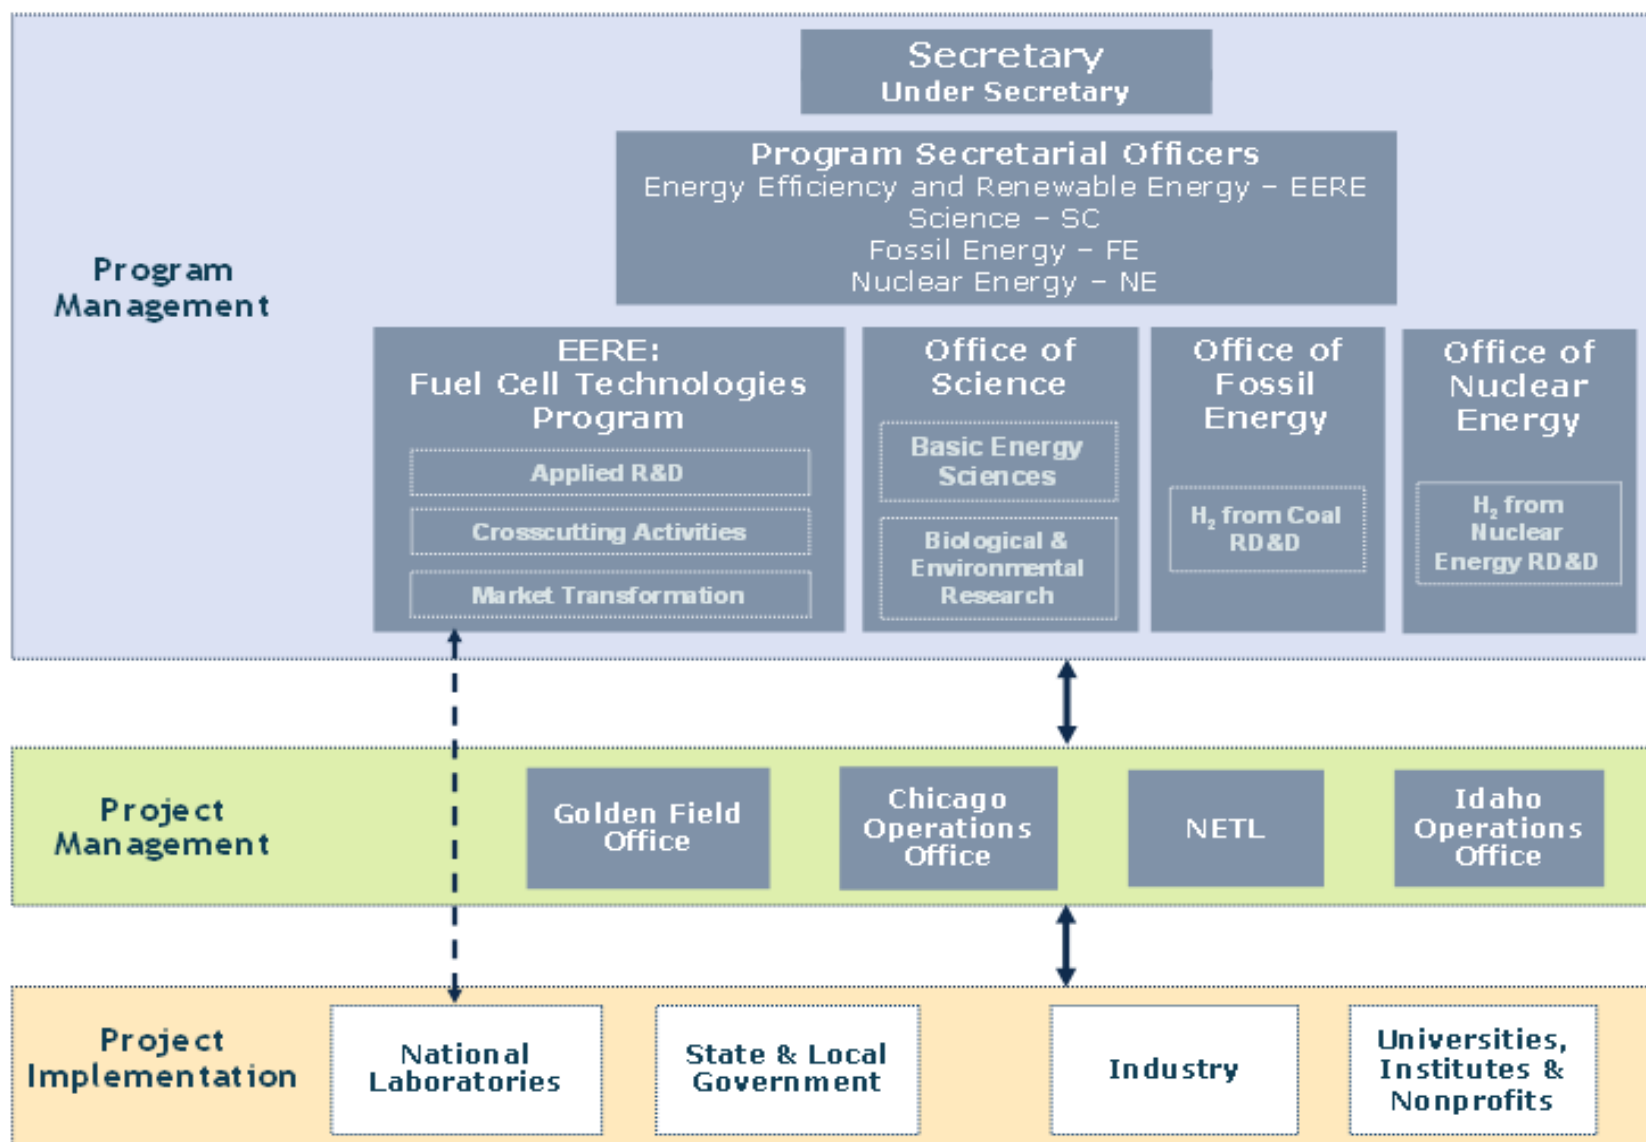 Secretary
Under Secretary
Program Secretarial Officers
Energy Efficiency and Renewable Energy – EERE
Science – SC
Fossil Energy – FE
Nuclear Energy – NE
Program
Management
EERE:
Fuel Cell Technologies
Program
Applied R&D
Crosscutting Activities
Market Transformation
Office of
Science
Basic Energy
Sciences
Biological &
Environmental
Research
Office of
Fossil
Energy
H₂ from Coal
RD&D
Office of
Nuclear
Energy
H₂ from
Nuclear
Energy RD&D
Project
Management
Golden Field
Office
Chicago
Operations
Office
NETL
Idaho
Operations
Office
Project
Implementation
National
Laboratories
State & Local
Government
Industry
Universities,
Institutes &
Nonprofits